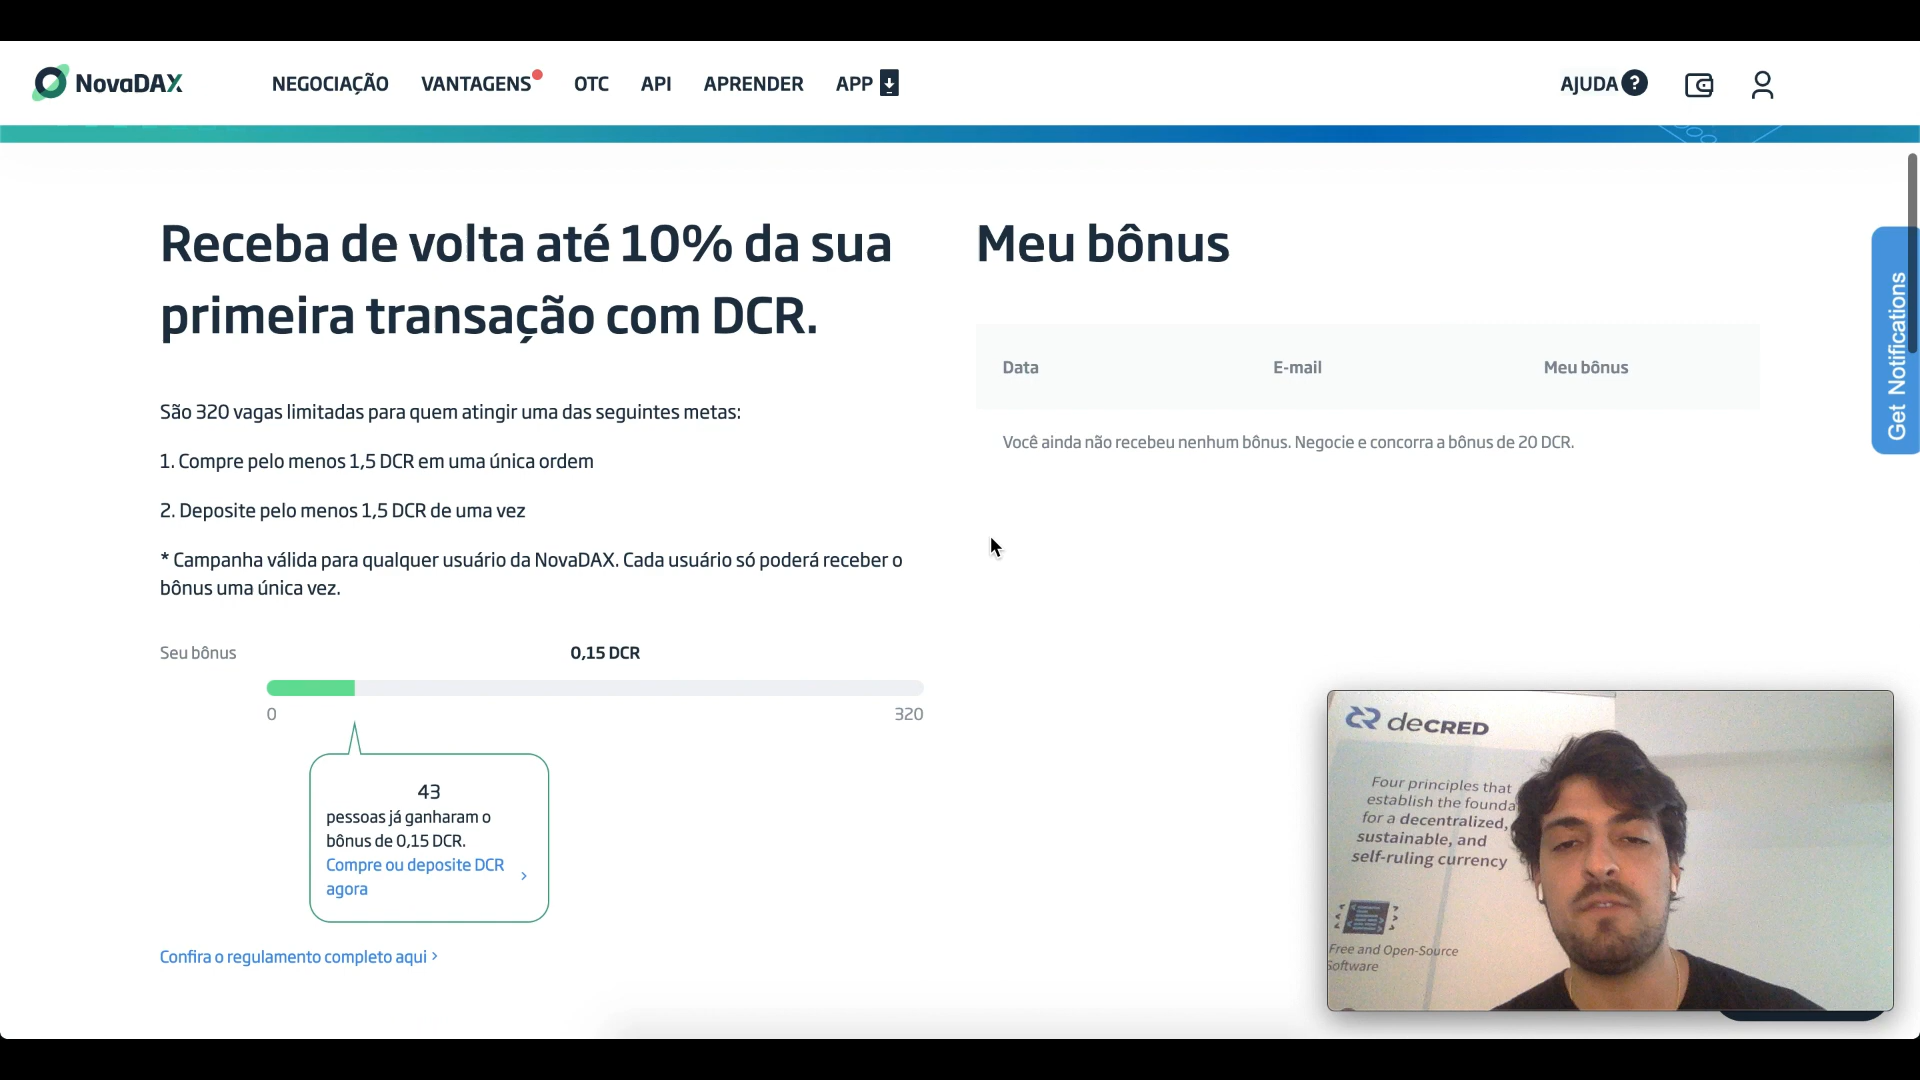 NovaDAX
NEGOCIAÇÃO
VANTAGENS
OTC
API
APRENDER
APP
AJUDA ?
Receba de volta até 10% da sua
primeira transação com DCR.
São 320 vagas limitadas para quem atingir uma das seguintes metas:
1. Compre pelo menos 1,5 DCR em uma única ordem
2. Deposite pelo menos 1,5 DCR de uma vez
* Campanha válida para qualquer usuário da NovaDAX. Cada usuário só poderá receber o
bônus uma única vez.
Seu bônus
0,15 DCR
0
320
43
pessoas já ganharam o
bônus de 0,15 DCR.
Compre ou deposite DCR
agora
Confira o regulamento completo aqui
Meu bônus
Data
E-mail
Meu bônus
Você ainda não recebeu nenhum bônus. Negocie e concorra a bônus de 20 DCR.
Get Notifications
deCRED
Four principles that
establish the founda
for a decentralized,
sustainable, and
self-ruling currency
Free and Open-Source
Software